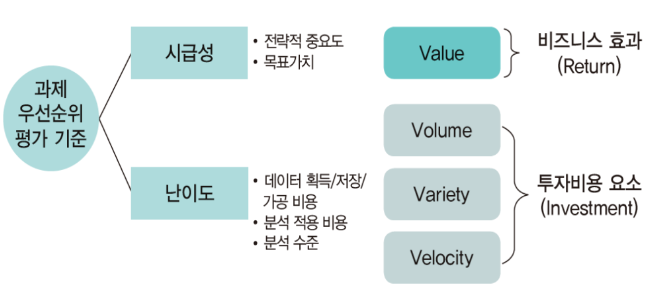 과제
우선순위
평가 기준
시급성
• 전략적 중요도
• 목표가치
Value
비즈니스 효과
(Return)
난이도
• 데이터 획득/저장/
가공 비용
• 분석 적용 비용
• 분석 수준
Volume
Variety
Velocity
투자비용 요소
(Investment)